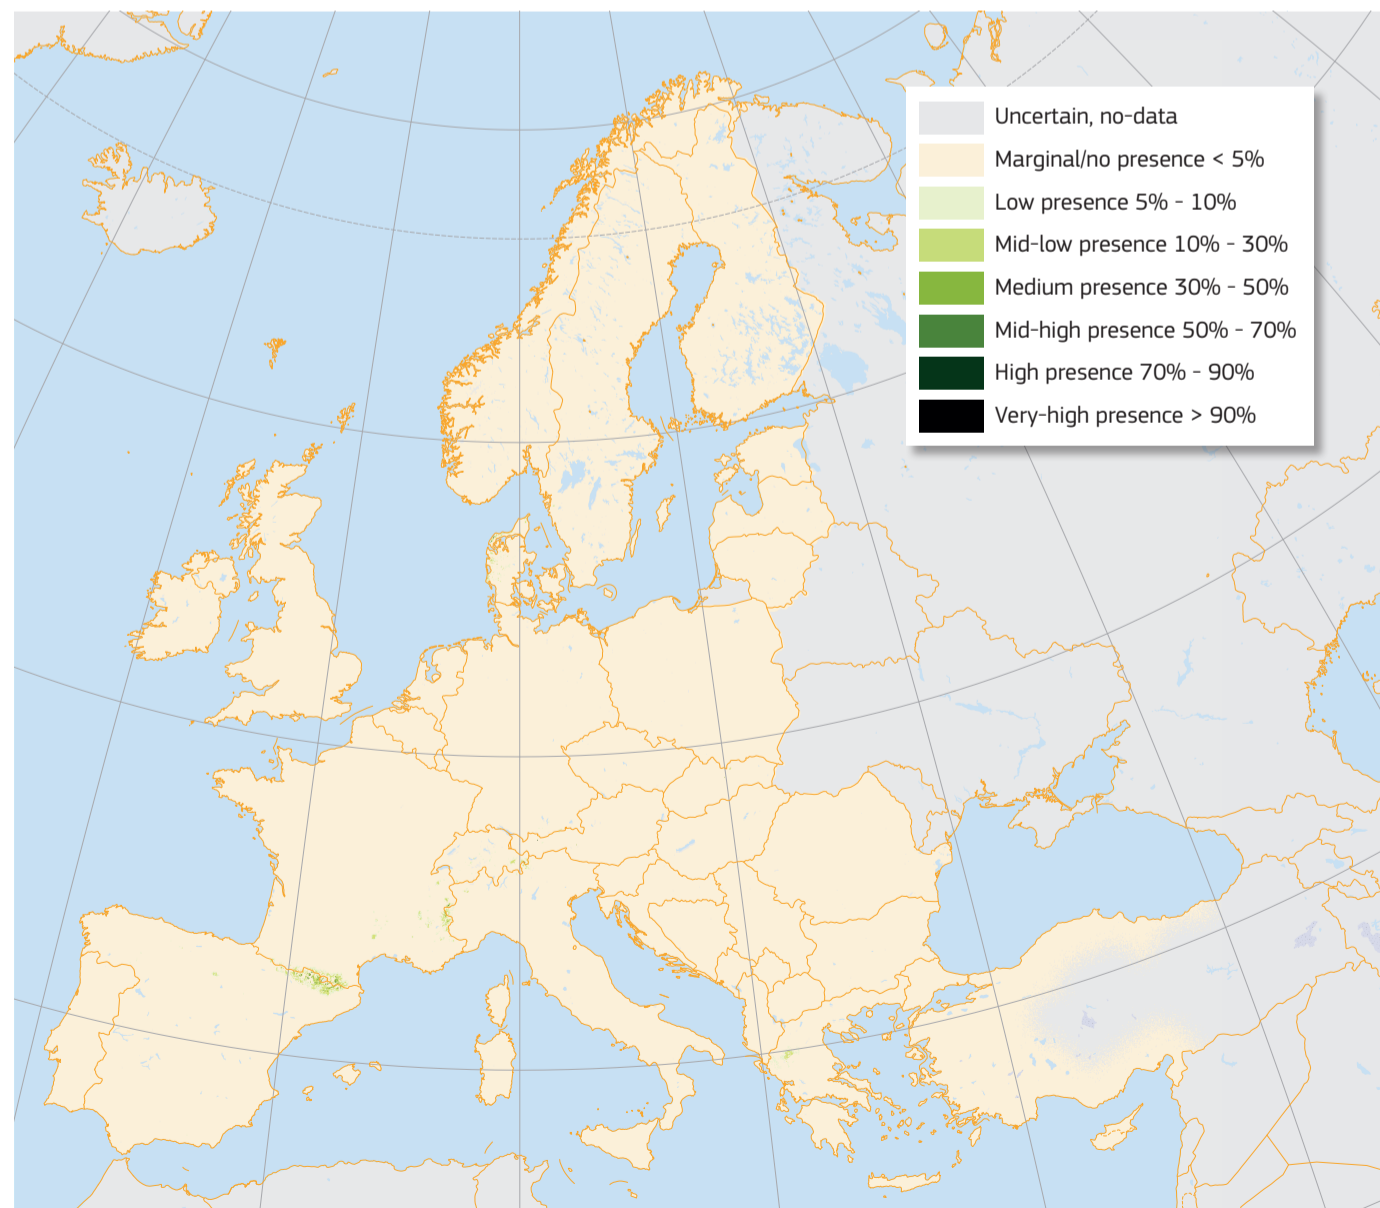 Uncertain, no-data
Marginal/no presence < 5%
Low presence 5% - 10%
Mid-low presence 10% - 30%
Medium presence 30% - 50%
Mid-high presence 50% - 70%
High presence 70% - 90%
Very-high presence > 90%